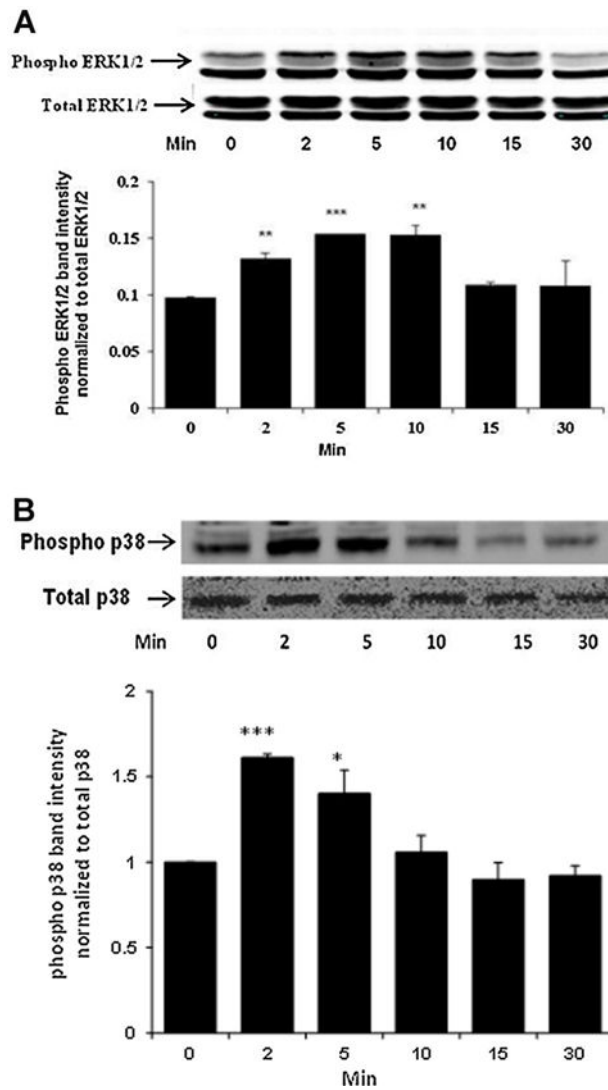 A
Phospho ERK1/2
Total ERK1/2
Min 0 2 5 10 15 30
Phospho ERK1/2 band intensity
normalized to total ERK1/2
0.2
0.15
0.1
0.05
0
** *** **
0 2 5 10 15 30
Min
B
Phospho p38
Total p38
Min 0 2 5 10 15 30
phospho p38 band intensity
normalized to total p38
2
1.5
1
0.5
0
*** *
0 2 5 10 15 30
Min